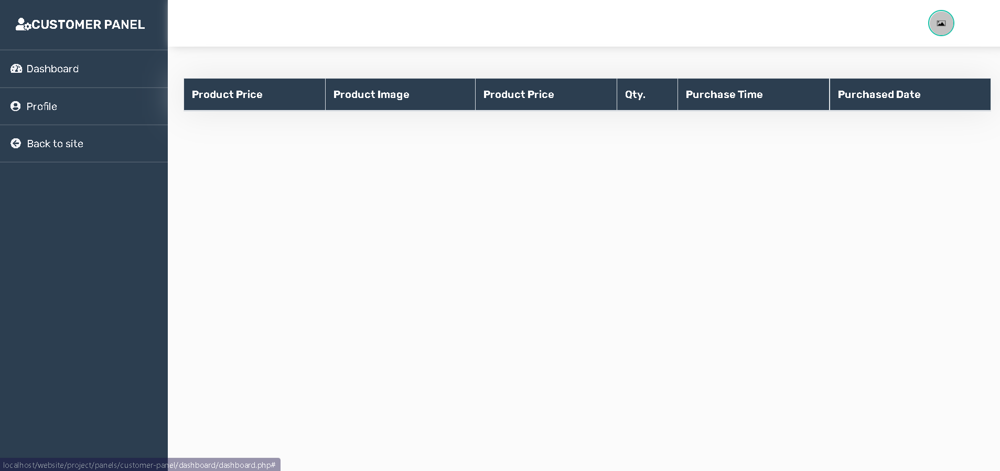 CUSTOMER PANEL
Dashboard
Profile
Back to site
Product Price Product Image Product Price Qty. Purchase Time Purchased Date
localhost/website/project/panels/customer-panel/dashboard/dashboard.php#